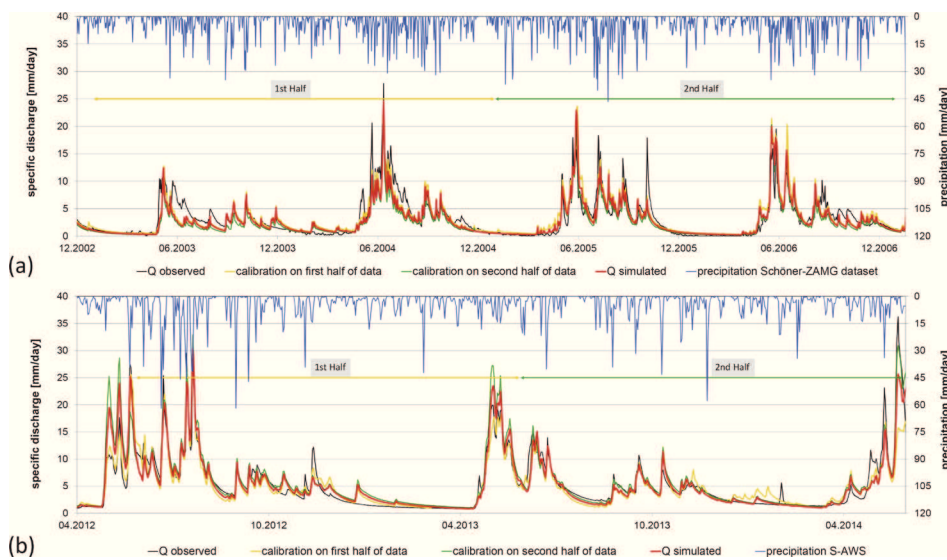 specific discharge [mm/day]
40
35
30
25
20
15
10
5
0
1st Half
2nd Half
0
15
30
45
60
75
90
105
120
precipitation [mm/day]
12.2002
06.2003
12.2003
06.2004
12.2004
06.2005
12.2005
06.2006
12.2006
(a)
Q observed
calibration on first half of data
calibration on second half of data
Q simulated
precipitation Schöner-ZAMG dataset
specific discharge [mm/day]
40
35
30
25
20
15
10
5
0
1st Half
2nd Half
0
15
30
45
60
75
90
105
120
precipitation [mm/day]
04.2012
10.2012
04.2013
10.2013
04.2014
(b)
Q observed
calibration on first half of data
calibration on second half of data
Q simulated
precipitation S-AWS